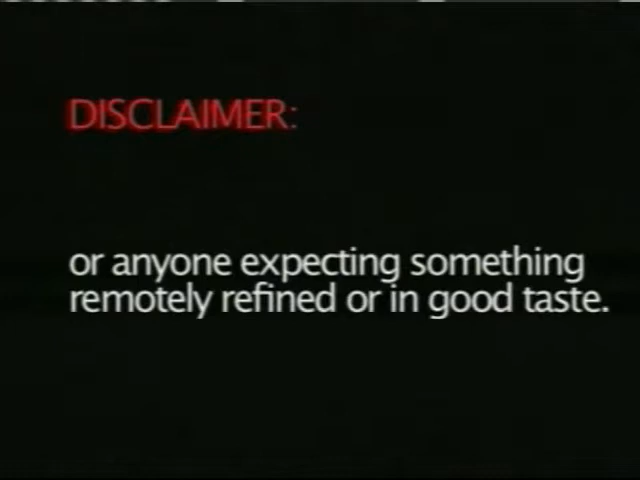 DISCLAIMER:
or anyone expecting something
remotely refined or in good taste.